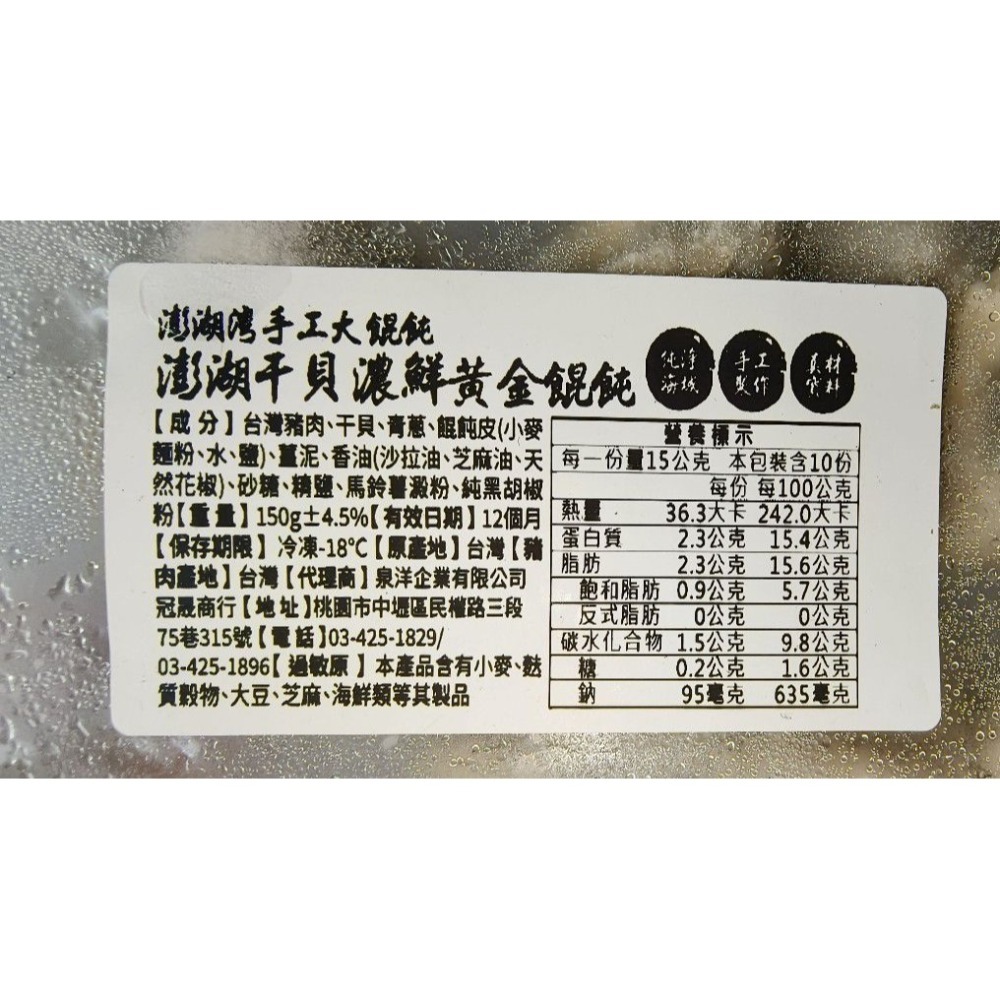 澎湖灣手工大餛飩
澎湖干貝濃鮮黃金餛飩
純淨海域
手工製作
真材實料
【成分】台灣豬肉、干貝、青蔥、餛飩皮(小麥
麵粉、水、鹽)、薑泥、香油(沙拉油、芝麻油、天
然花椒)、砂糖、精鹽、馬鈴薯澱粉、純黑胡椒
粉【重量】150g±4.5%【有效日期】12個月
【保存期限】冷凍-18℃【原產地】台灣【豬
肉產地】台灣【代理商】泉洋企業有限公司
冠晟商行【地址】桃園市中壢區民權路三段
75巷315號【電話】03-425-1829/
03-425-1896【過敏原】本產品含有小麥、麩
質穀物、大豆、芝麻、海鮮類等其製品
營養標示
每一份量15公克 本包裝含10份
每份 每100公克
熱量 36.3大卡 242.0大卡
蛋白質 2.3公克 15.4公克
脂肪 2.3公克 15.6公克
飽和脂肪 0.9公克 5.7公克
反式脂肪 0公克 0公克
碳水化合物 1.5公克 9.8公克
糖 0.2公克 1.6公克
鈉 95毫克 635毫克